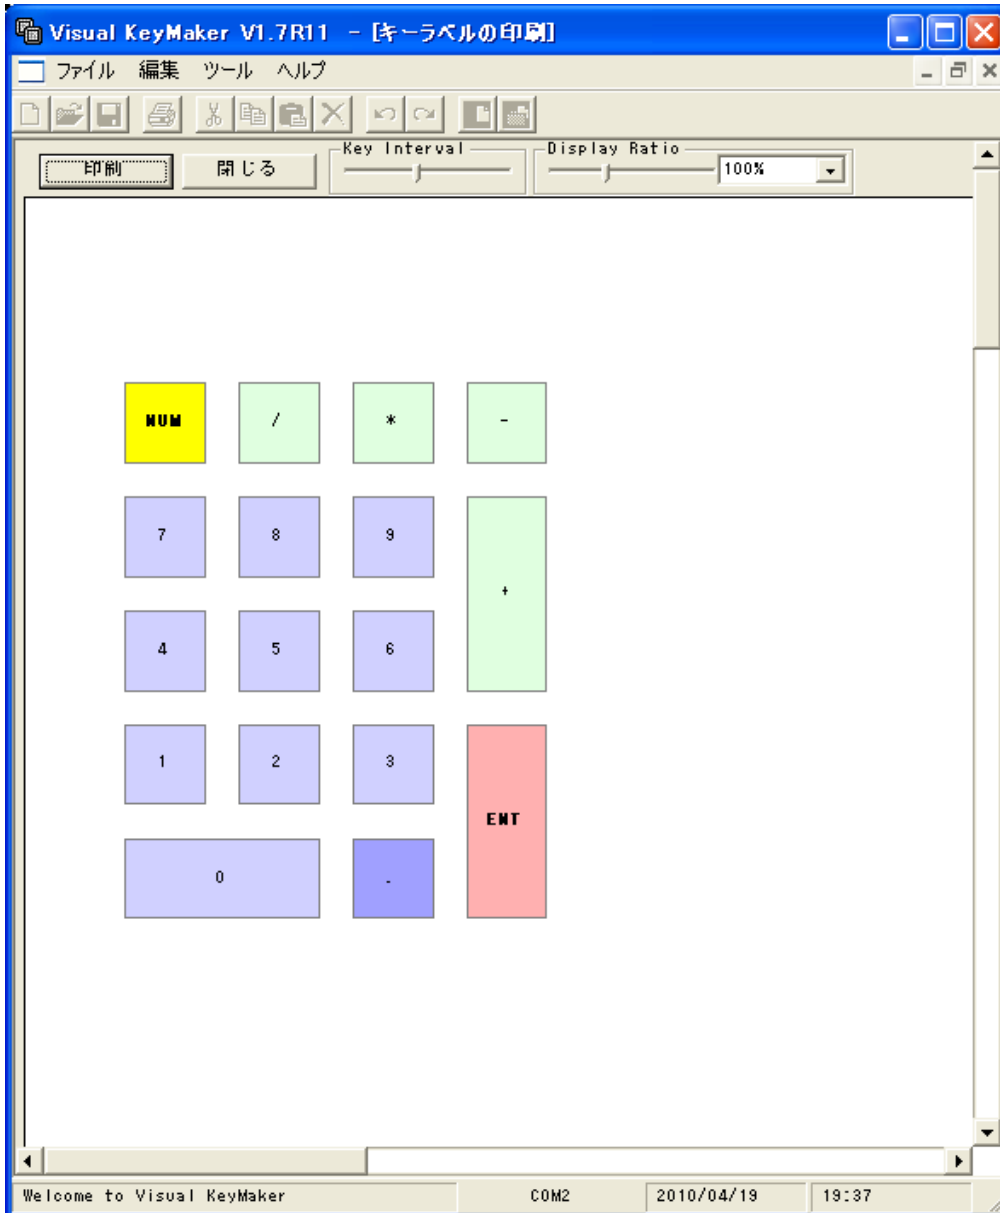 Visual KeyMaker V1.7R11 - [キーラベルの印刷]
ファイル 編集 ツール ヘルプ
Key Interval Display Ratio
印刷 閉じる 100%
NUM / * -
7 8 9
+
4 5 6
1 2 3
ENT
0 .
Welcome to Visual KeyMaker COM2 2010/04/19 19:37